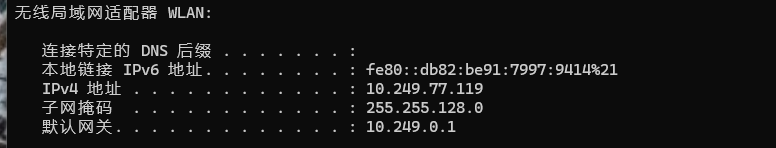 无线局域网适配器 WLAN:
连接特定的 DNS 后缀 . . . . . . . :
本地链接 IPv6 地址. . . . . . . . : fe80::db82:be91:7997:9414%21
IPv4 地址 . . . . . . . . . . . . : 10.249.77.119
子网掩码  . . . . . . . . . . . . : 255.255.128.0
默认网关. . . . . . . . . . . . . : 10.249.0.1